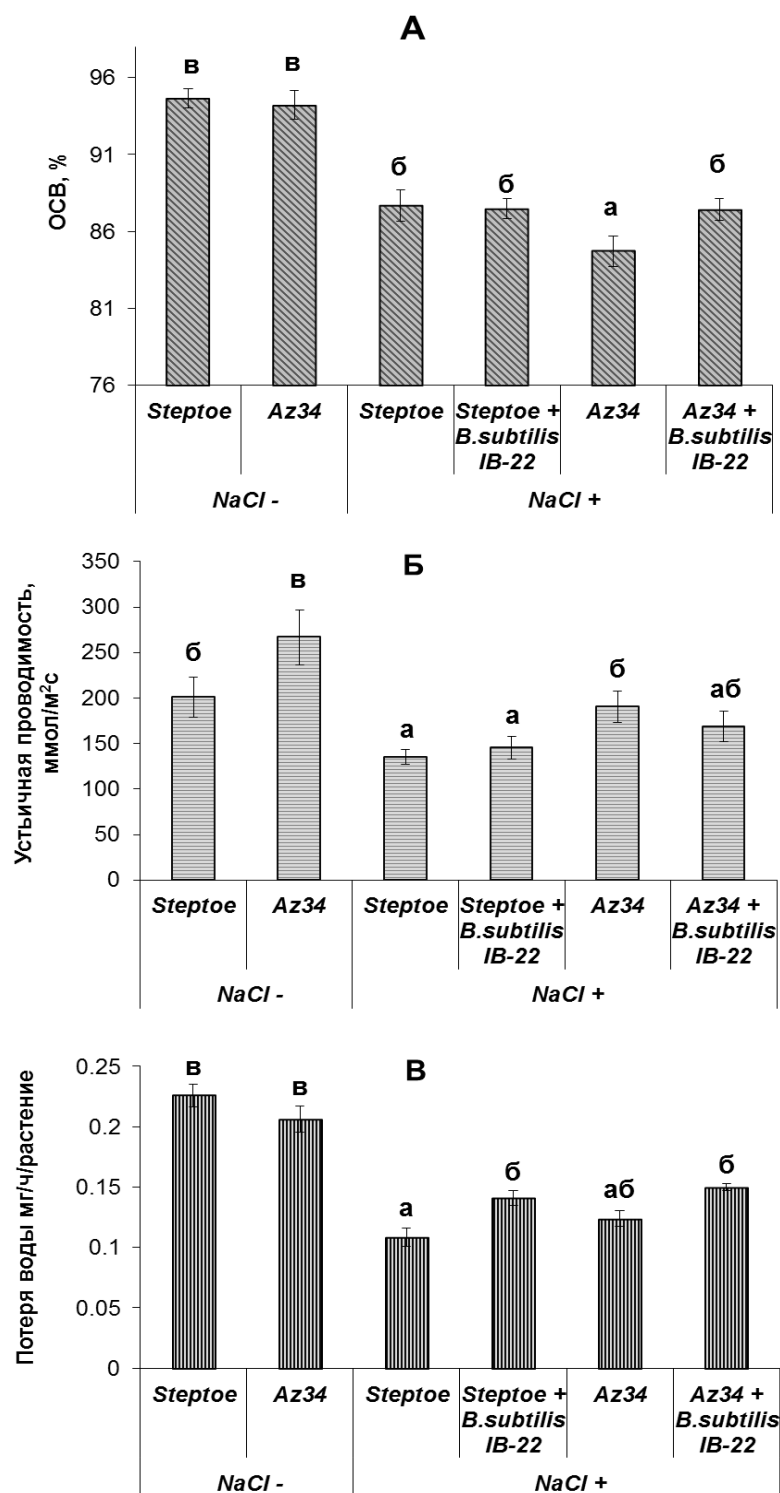 А
ОСВ, %
96
91
86
81
76
в
в
б
б
а
б
Steptoe
Az34
Steptoe
Steptoe +
B.subtilis
IB-22
Az34
Az34 +
B.subtilis
IB-22
NaCl -
NaCl +
Б
Устьичная проводимость,
ммол/м²с
350
300
250
200
150
100
50
0
б
в
а
а
б
аб
Steptoe
Az34
Steptoe
Steptoe +
B.subtilis
IB-22
Az34
Az34 +
B.subtilis
IB-22
NaCl -
NaCl +
В
Потеря воды мг/ч/растение
0.25
0.2
0.15
0.1
0.05
0
в
в
а
б
аб
б
Steptoe
Az34
Steptoe
Steptoe +
B.subtilis
IB-22
Az34
Az34 +
B.subtilis
IB-22
NaCl -
NaCl +